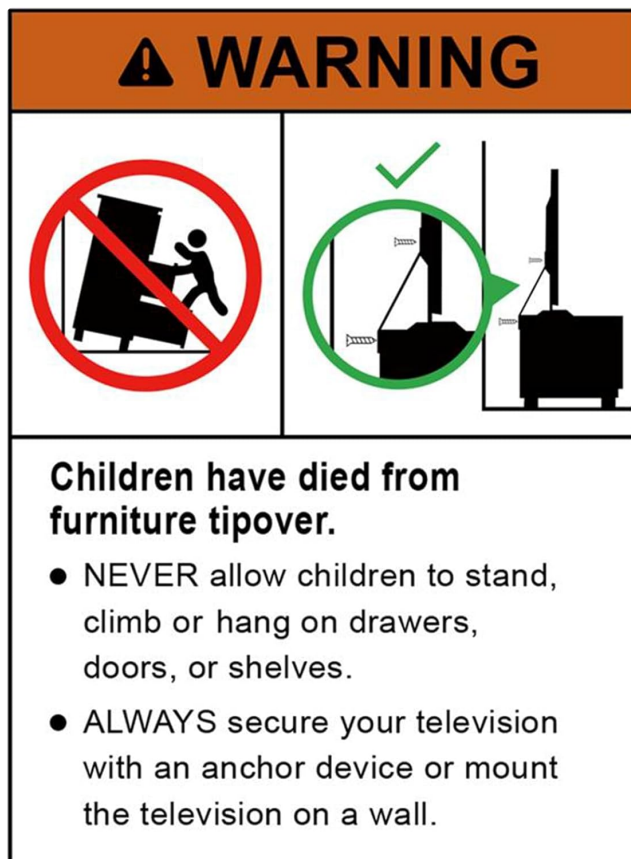 WARNING
Children have died from
furniture tipover.
● NEVER allow children to stand,
climb or hang on drawers,
doors, or shelves.
● ALWAYS secure your television
with an anchor device or mount
the television on a wall.